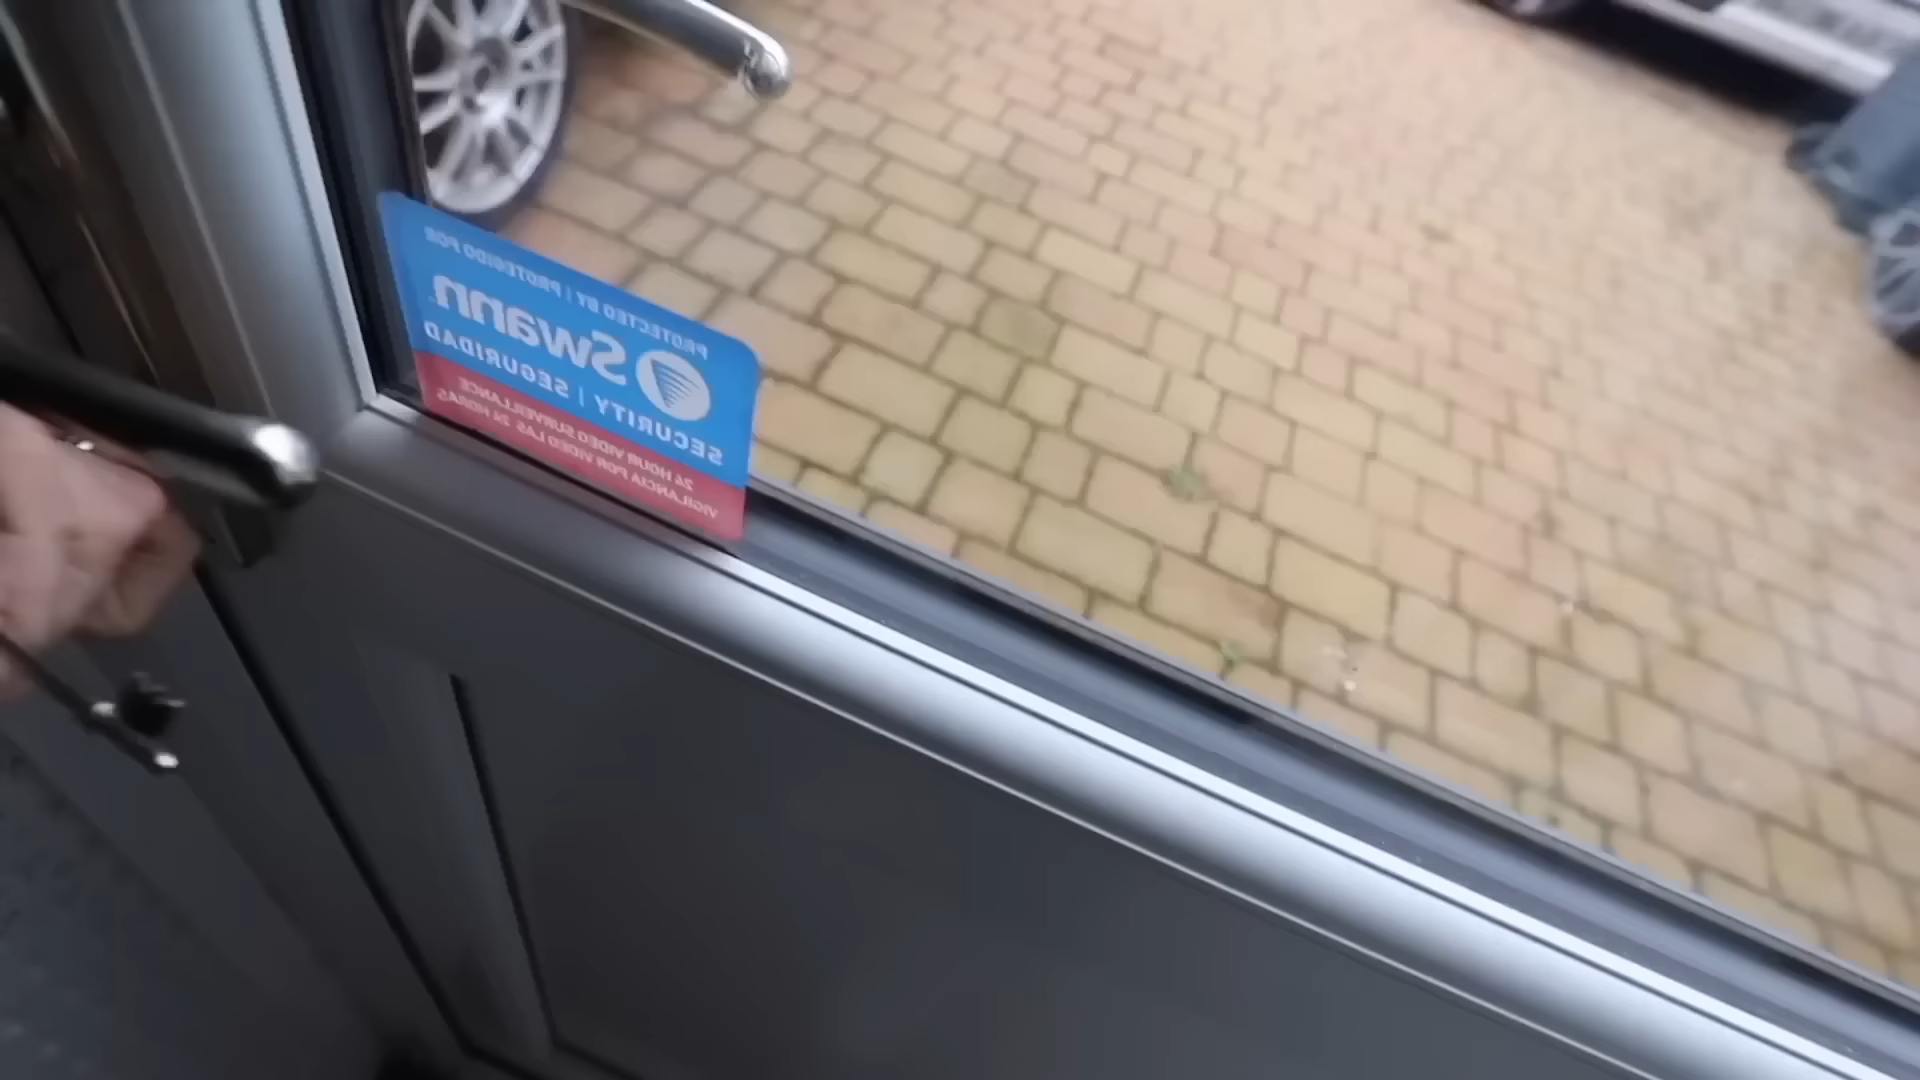 PROTECTED BY | PROTEGIDO POR
Swann
SECURITY | SEGURIDAD
24 HOUR VIDEO SURVEILLANCE
VIGILANCIA POR VIDEO LAS 24 HORAS